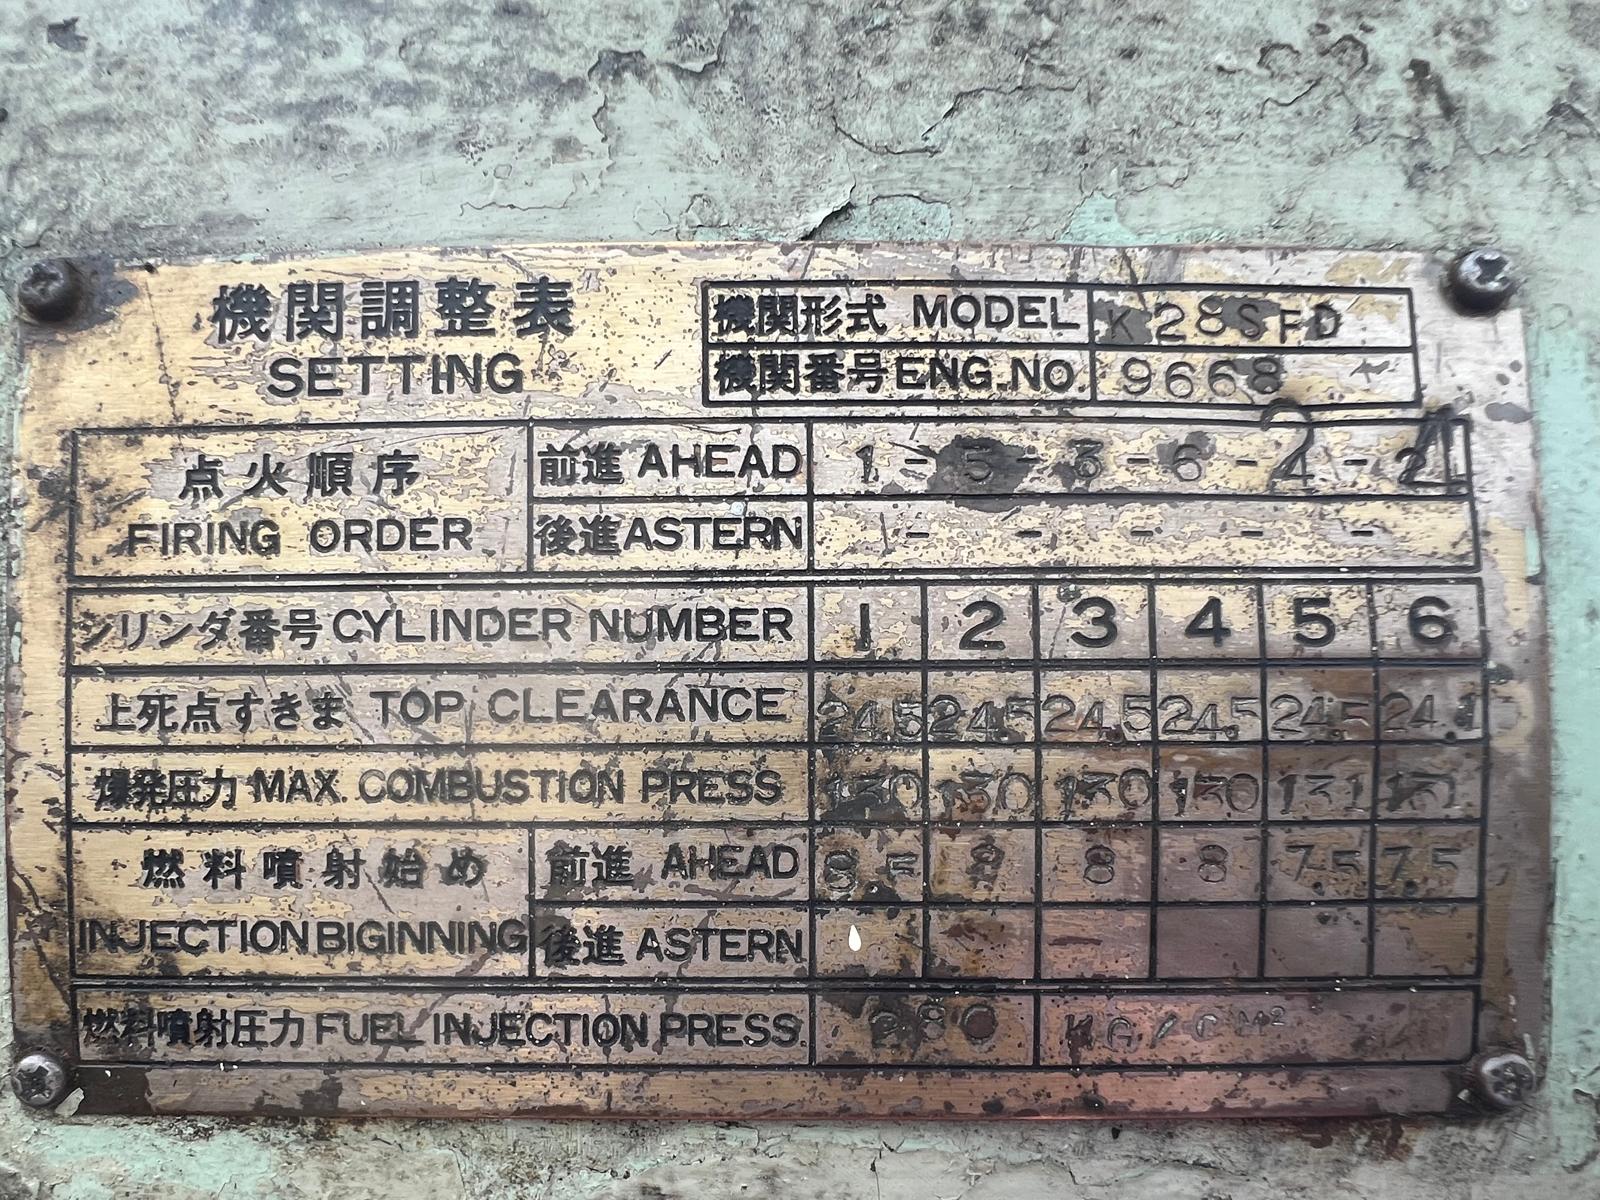 機関調整表
SETTING
機関形式 MODEL K28SFD
機関番号 ENG.NO. 9668
点火順序
FIRING ORDER
前進 AHEAD 1-5-3-6-
後進 ASTERN - - - - -
シリンダ番号 CYLINDER NUMBER 1 2 3 4 5 6
上死点すきま TOP CLEARANCE 24.5 24.5 24.5 24.5 24.5
爆発圧力 MAX. COMBUSTION PRESS 130 130 130 130 131 131
燃料噴射始め
INJECTION BIGINNING
前進 AHEAD 8 8 7.5 7.5
後進 ASTERN
燃料噴射圧力 FUEL INJECTION PRESS. 280 KG/CM²